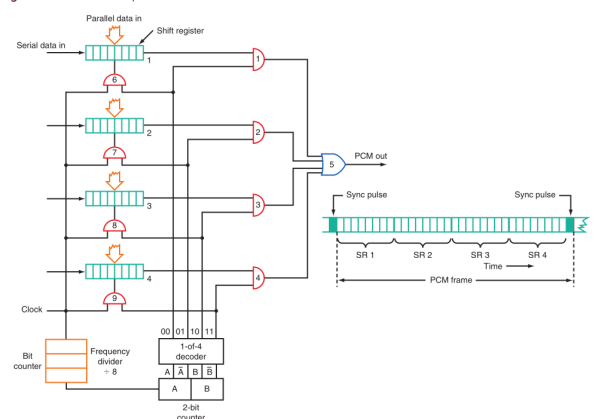 Parallel data in
Shift register
Serial data in
1
6
1
2
7
2
PCM out
5
3
8
3
4
9
4
Sync pulse
Sync pulse
SR 1 SR 2 SR 3 SR 4
Time
PCM frame
Clock
00 01 10 11
1-of-4
decoder
Bit
counter
Frequency
divider
÷ 8
A A̅ B B̅
A B
2-bit
counter